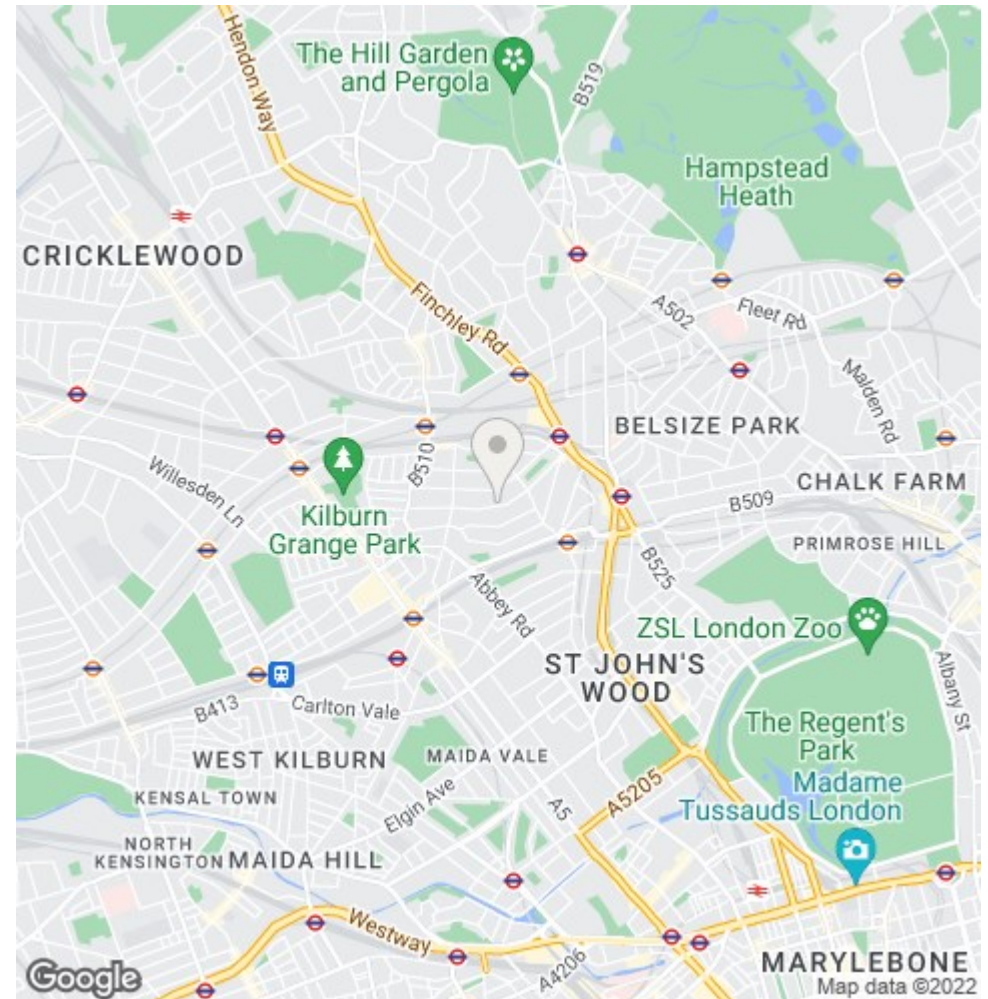 Hendon Way
The Hill Garden
and Pergola
B519
Hampstead
Heath
CRICKLEWOOD
Finchley Rd
A502
Fleet Rd
Malden Rd
BELSIZE PARK
Willesden Ln
B510
Kilburn
Grange Park
CHALK FARM
B509
PRIMROSE HILL
Abbey Rd
B525
ZSL London Zoo
ST JOHN'S
WOOD
Albany St
B413
Carlton Vale
The Regent's
Park
WEST KILBURN
MAIDA VALE
Madame
Tussauds London
KENSAL TOWN
Elgin Ave
A5
A5205
NORTH
KENSINGTON
MAIDA HILL
Westway
A4206
MARYLEBONE
Google
Map data ©2022